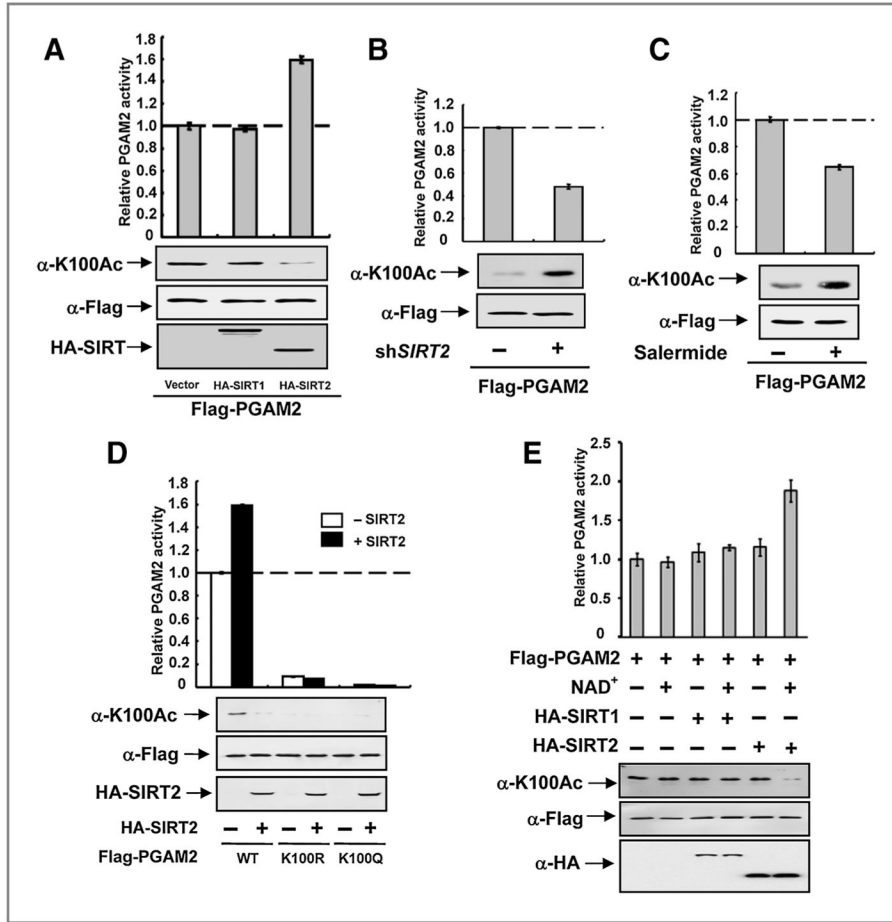 A
Relative PGAM2 activity
1.8
1.6
1.4
1.2
1.0
0.8
0.6
0.4
0.2
0
α-K100Ac
α-Flag
HA-SIRT
Vector HA-SIRT1 HA-SIRT2
Flag-PGAM2
B
Relative PGAM2 activity
1.2
1.0
0.8
0.6
0.4
0.2
0
α-K100Ac
α-Flag
shSIRT2 − +
Flag-PGAM2
C
Relative PGAM2 activity
1.2
1.0
0.8
0.6
0.4
0.2
0
α-K100Ac
α-Flag
Salermide − +
Flag-PGAM2
D
Relative PGAM2 activity
1.8
1.6
1.4
1.2
1.0
0.8
0.6
0.4
0.2
0
− SIRT2
+ SIRT2
α-K100Ac
α-Flag
HA-SIRT2
HA-SIRT2 − + − + − +
Flag-PGAM2 WT K100R K100Q
E
Relative PGAM2 activity
2.5
2.0
1.5
1.0
0.5
0
Flag-PGAM2 + + + + + +
NAD⁺ − + − + − +
HA-SIRT1 − − + + − −
HA-SIRT2 − − − − + +
α-K100Ac
α-Flag
α-HA